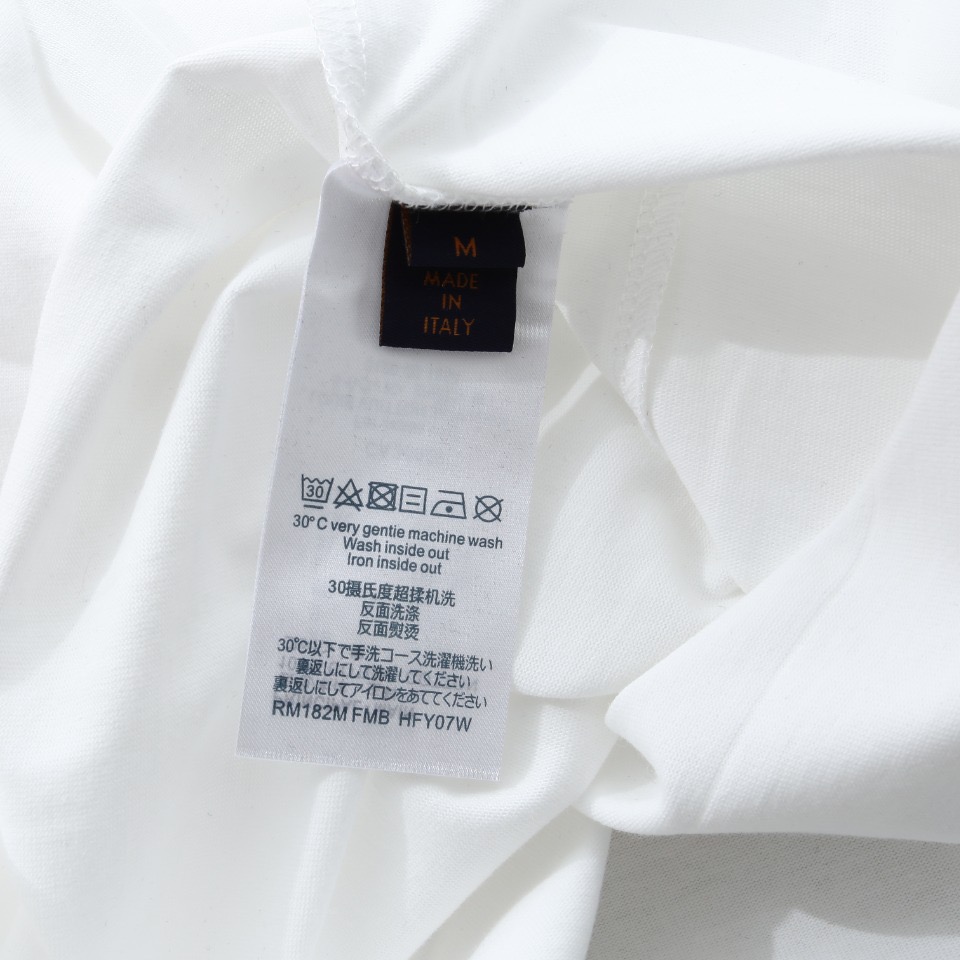 M
MADE
IN
ITALY
30
30°C very gentie machine wash
Wash inside out
Iron inside out
30摄氏度超揉机洗
反面洗涤
反面熨烫
30℃以下で手洗コース洗濯機洗い
裏返しにして洗濯してください
裏返しにしてアイロンをあててください
RM182M FMB HFY07W